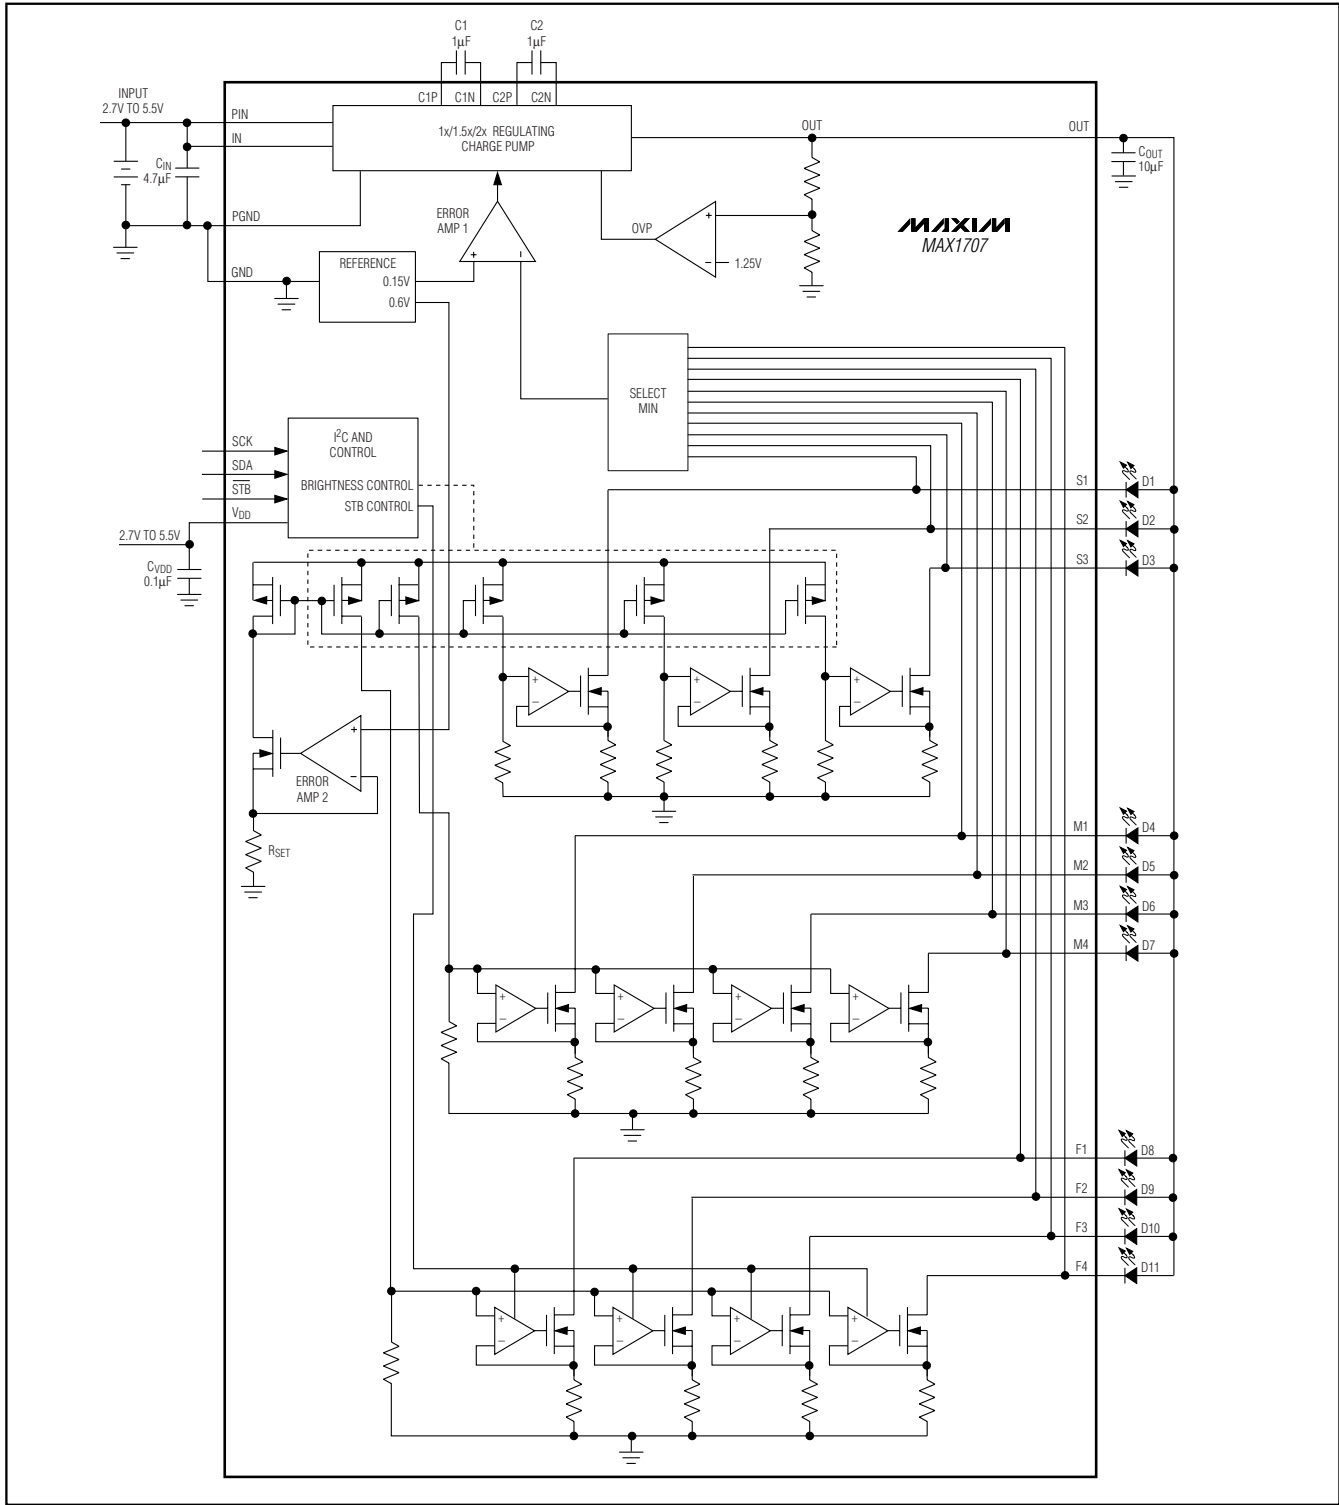 C1
1µF
C2
1µF
INPUT
2.7V TO 5.5V
C1P
C1N
C2P
C2N
PIN
IN
1x/1.5x/2x REGULATING
CHARGE PUMP
OUT
OUT
CIN
4.7µF
COUT
10µF
PGND
ERROR
AMP 1
OVP
+
−
1.25V
MAXIM
MAX1707
GND
REFERENCE
0.15V
0.6V
+
−
SELECT
MIN
SCK
SDA
STB
VDD
I2C AND
CONTROL
BRIGHTNESS CONTROL
STB CONTROL
2.7V TO 5.5V
CVDD
0.1µF
S1
D1
S2
D2
S3
D3
+
−
+
−
+
−
+
−
ERROR
AMP 2
RSET
M1
D4
M2
D5
M3
D6
M4
D7
+
−
+
−
+
−
+
−
F1
D8
F2
D9
F3
D10
F4
D11
+
−
+
−
+
−
+
−